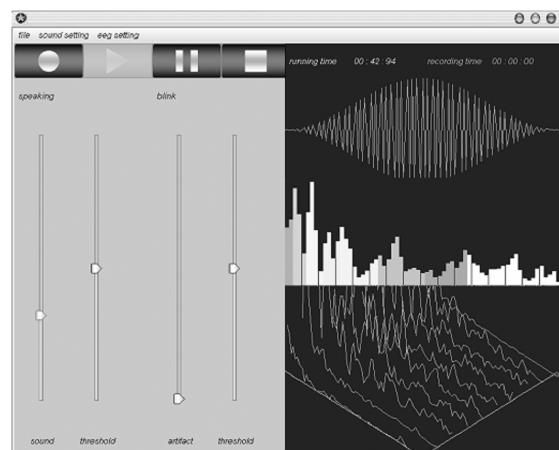 file sound setting eeg setting
running time 00 : 42 : 94 recording time 00 : 00 : 00
speaking blink
sound threshold artifact threshold